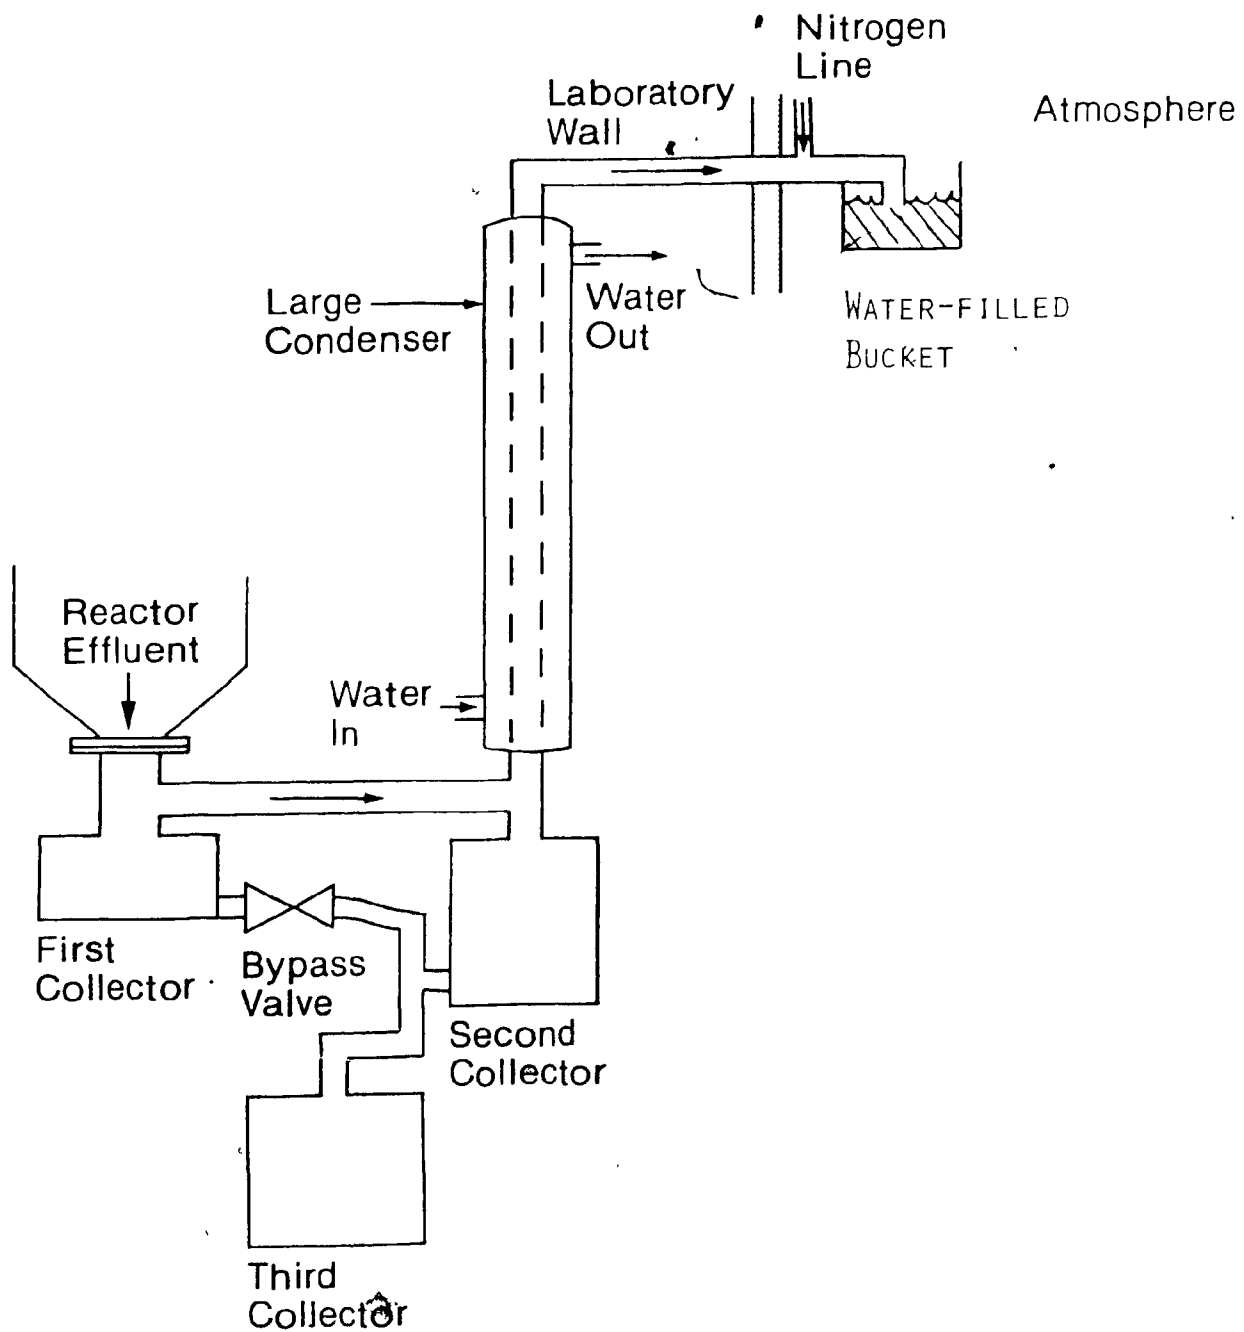 Nitrogen
Line
Laboratory
Wall
Atmosphere
Large
Condenser
Water
Out
WATER-FILLED
BUCKET
Reactor
Effluent
Water
In
First
Collector
Bypass
Valve
Second
Collector
Third
Collector